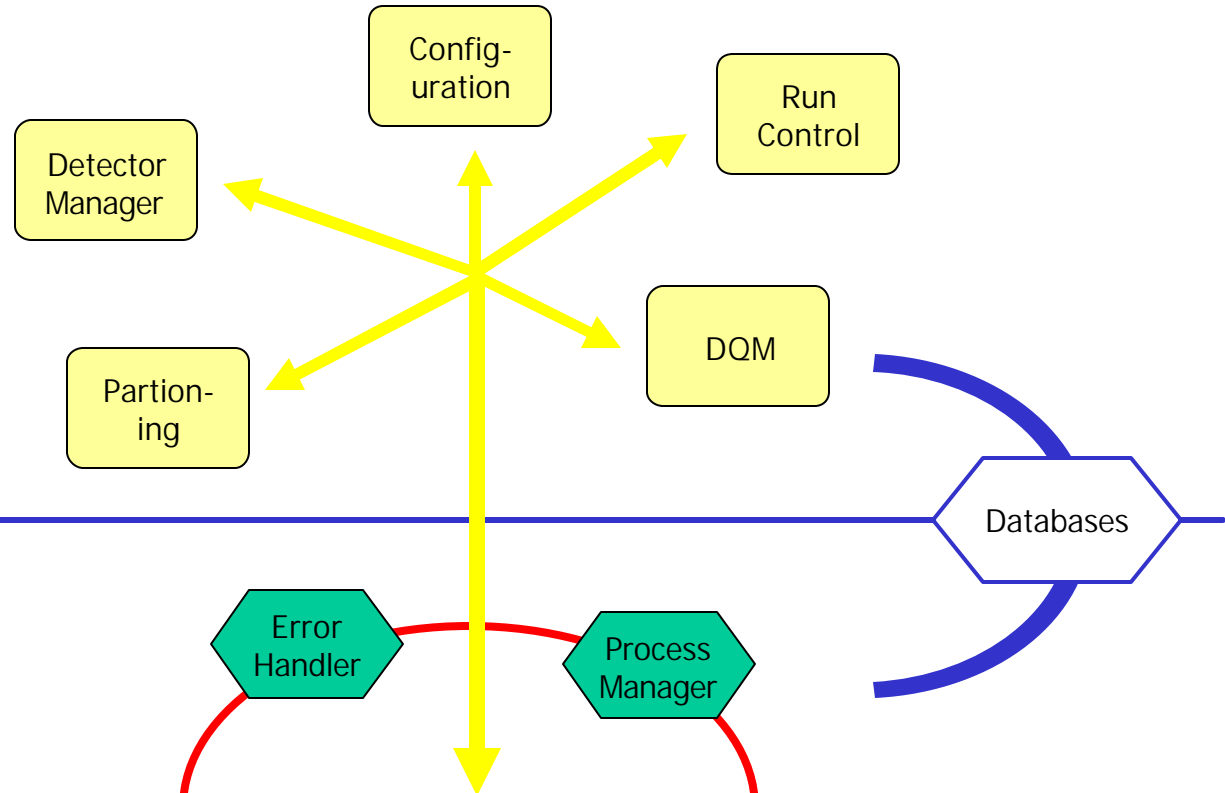 Config-
uration
Run
Control
Detector
Manager
DQM
Partion-
ing
Databases
Error
Handler
Process
Manager